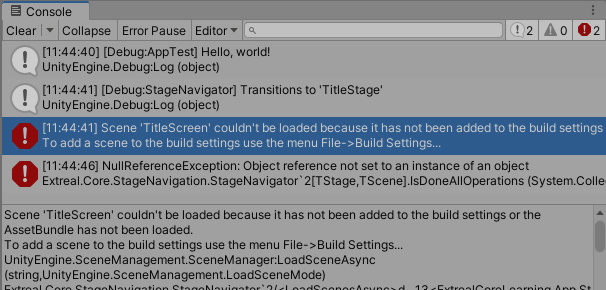 Console
Clear Collapse Error Pause Editor 2 0 2
[11:44:40] [Debug:AppTest] Hello, world!
UnityEngine.Debug:Log (object)
[11:44:41] [Debug:StageNavigator] Transitions to 'TitleStage'
UnityEngine.Debug:Log (object)
[11:44:41] Scene 'TitleScreen' couldn't be loaded because it has not been added to the build settings
To add a scene to the build settings use the menu File->Build Settings...
[11:44:46] NullReferenceException: Object reference not set to an instance of an object
Extreal.Core.StageNavigation.StageNavigator`2[TStage,TScene].IsDoneAllOperations (System.Colle
Scene 'TitleScreen' couldn't be loaded because it has not been added to the build settings or the
AssetBundle has not been loaded.
To add a scene to the build settings use the menu File->Build Settings...
UnityEngine.SceneManagement.SceneManager:LoadSceneAsync
(string,UnityEngine.SceneManagement.LoadSceneMode)